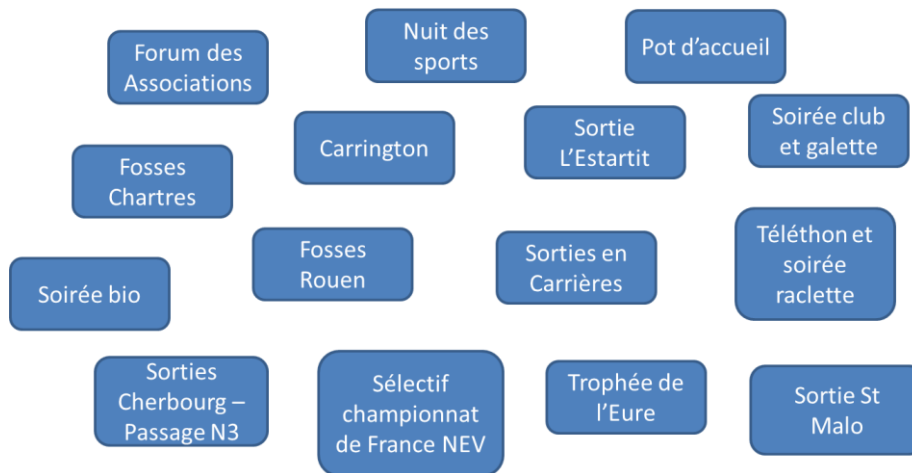 Forum des
Associations
Nuit des
sports
Pot d’accueil
Fosses
Chartres
Carrington
Sortie
L’Estartit
Soirée club
et galette
Soirée bio
Fosses
Rouen
Sorties en
Carrières
Téléthon et
soirée
raclette
Sorties
Cherbourg –
Passage N3
Sélectif
championnat
de France NEV
Trophée de
l’Eure
Sortie St
Malo